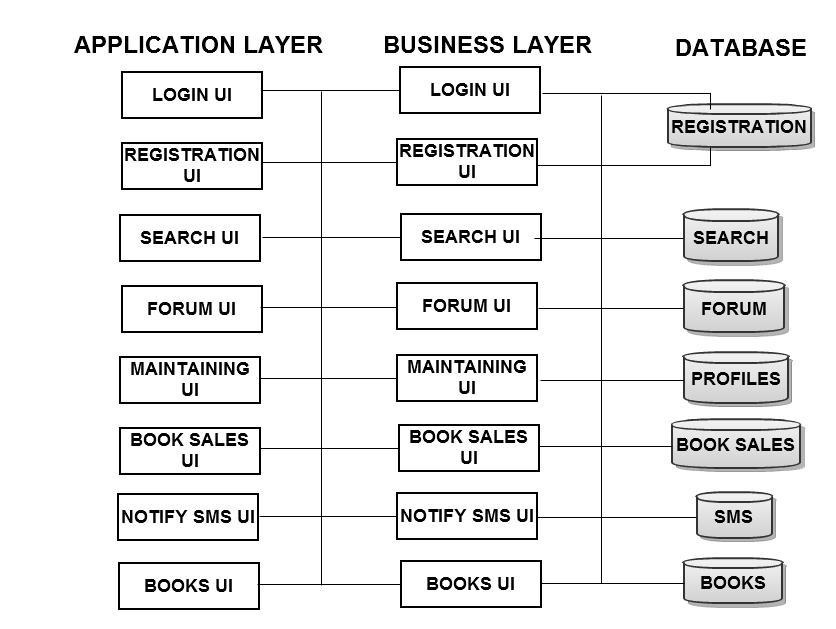 APPLICATION LAYER
BUSINESS LAYER
DATABASE
LOGIN UI
LOGIN UI
REGISTRATION
REGISTRATION
UI
REGISTRATION
UI
SEARCH UI
SEARCH UI
SEARCH
FORUM UI
FORUM UI
FORUM
MAINTAINING
UI
MAINTAINING
UI
PROFILES
BOOK SALES
UI
BOOK SALES
UI
BOOK SALES
NOTIFY SMS UI
NOTIFY SMS UI
SMS
BOOKS UI
BOOKS UI
BOOKS